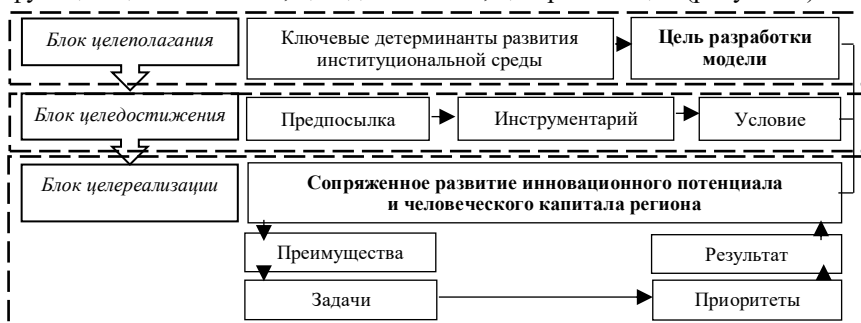 Блок целеполагания
Ключевые детерминанты развития
институциональной среды
Цель разработки
модели
Блок целедостижения
Предпосылка
Инструментарий
Условие
Блок целереализации
Сопряженное развитие инновационного потенциала
и человеческого капитала региона
Преимущества
Результат
Задачи
Приоритеты